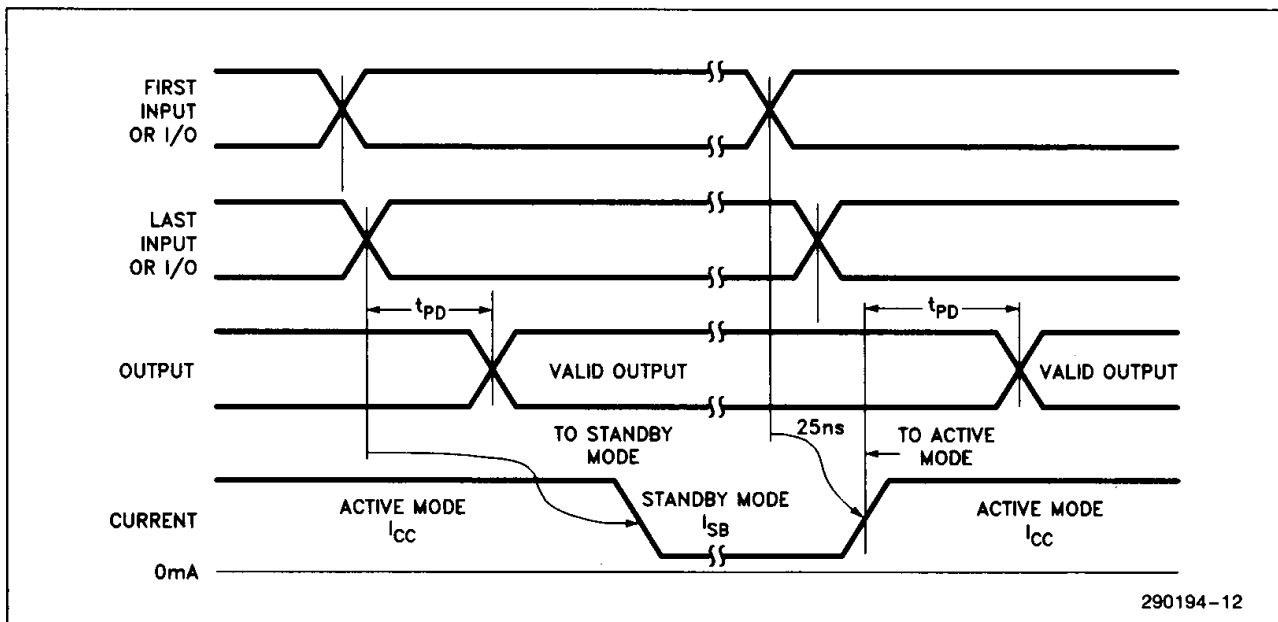 FIRST
INPUT
OR I/O
LAST
INPUT
OR I/O
tPD
tPD
OUTPUT
VALID OUTPUT
VALID OUTPUT
TO STANDBY
MODE
25ns
TO ACTIVE
MODE
CURRENT
ACTIVE MODE
ICC
STANDBY MODE
ISB
ACTIVE MODE
ICC
0mA
290194-12